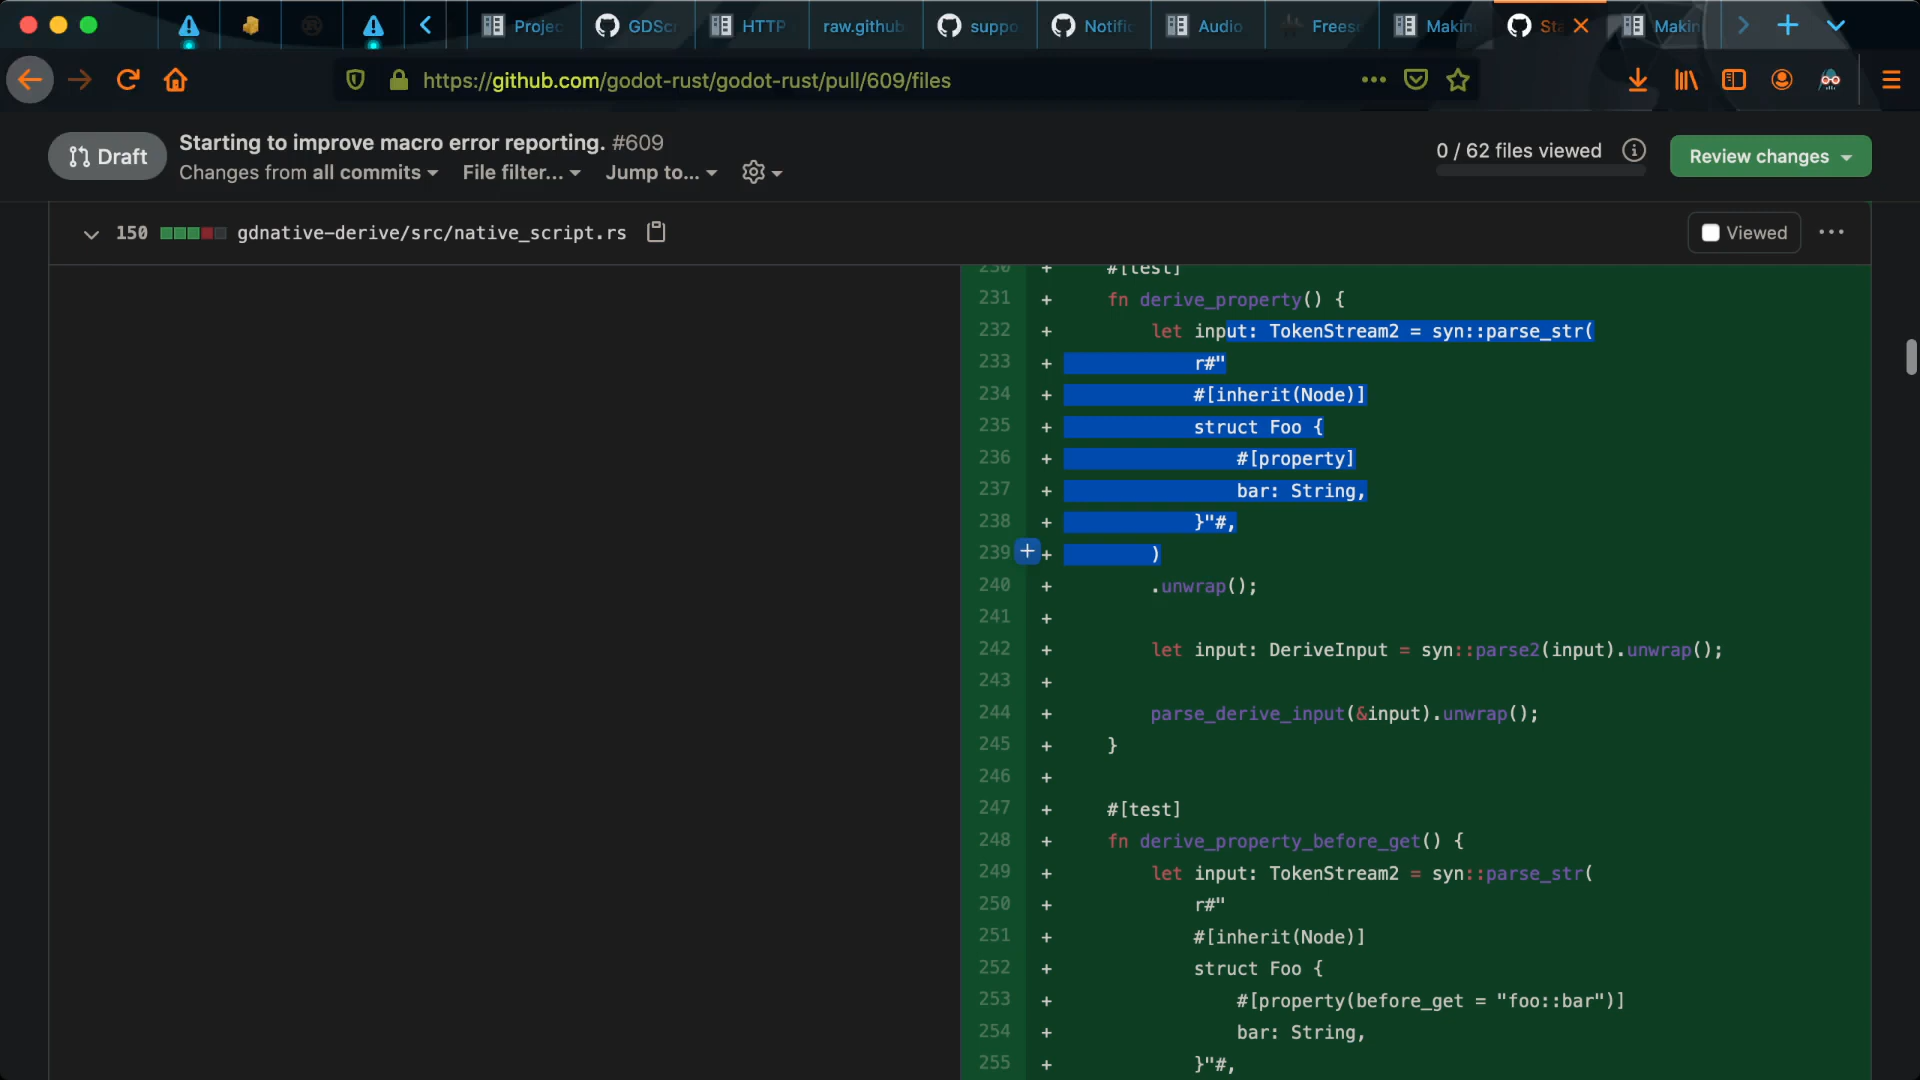 Projec
GDSc
HTTP
raw.github
suppo
Notific
Audio
Frees
Makin
Sta
Makin
https://github.com/godot-rust/godot-rust/pull/609/files
Draft
Starting to improve macro error reporting. #609
Changes from all commits
File filter...
Jump to...
0 / 62 files viewed
Review changes
150
gdnative-derive/src/native_script.rs
Viewed
230 + #[test]
231 + fn derive_property() {
232 + let input: TokenStream2 = syn::parse_str(
233 + r#"
234 + #[inherit(Node)]
235 + struct Foo {
236 + #[property]
237 + bar: String,
238 + }"#,
239 + + )
240 + .unwrap();
241 +
242 + let input: DeriveInput = syn::parse2(input).unwrap();
243 +
244 + parse_derive_input(&input).unwrap();
245 + }
246 +
247 + #[test]
248 + fn derive_property_before_get() {
249 + let input: TokenStream2 = syn::parse_str(
250 + r#"
251 + #[inherit(Node)]
252 + struct Foo {
253 + #[property(before_get = "foo::bar")]
254 + bar: String,
255 + }"#,